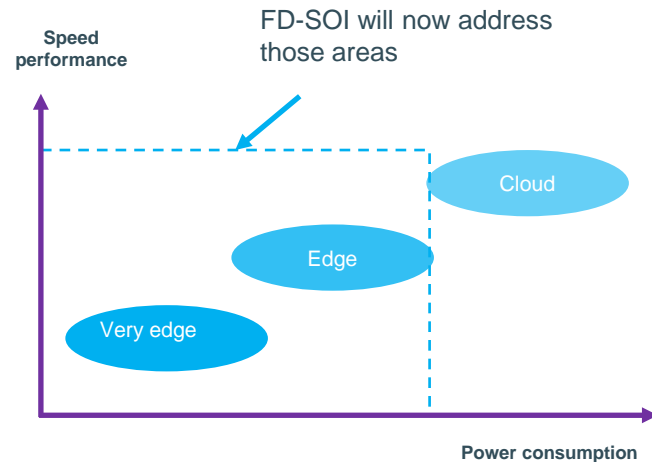 FD-SOI will now address
those areas
Speed
performance
Cloud
Edge
Very edge
Power consumption